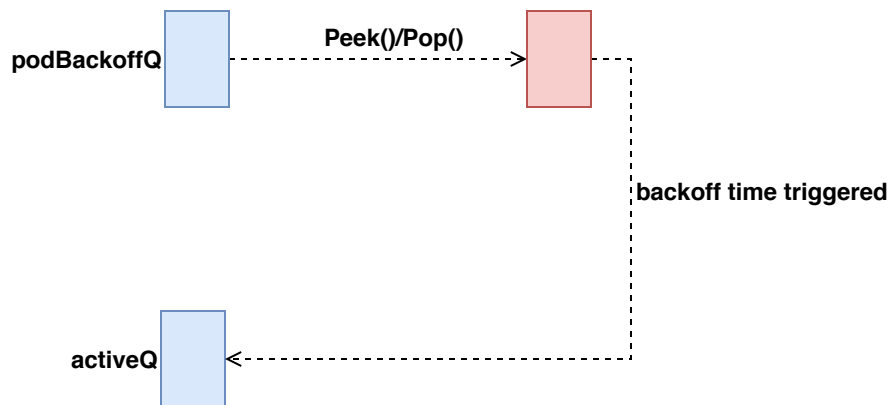 Peek()/Pop()
podBackoffQ
backoff time triggered
activeQ